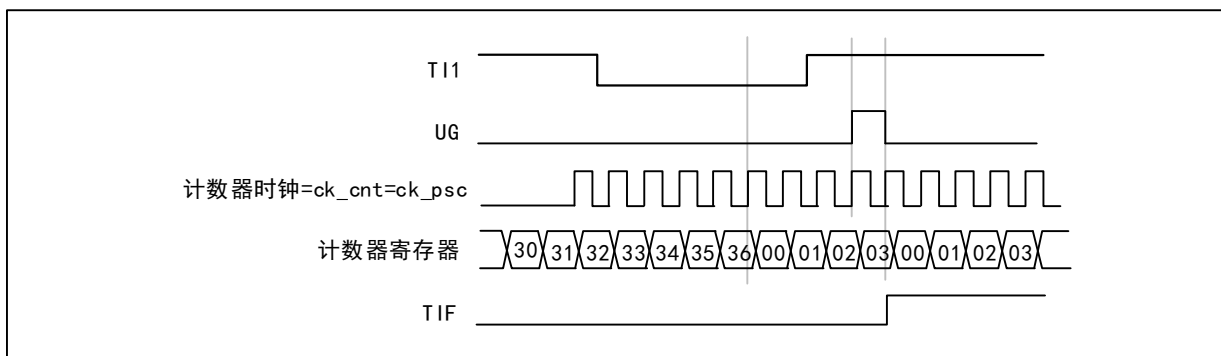 TI1
UG
计数器时钟=ck_cnt=ck_psc
计数器寄存器 30 31 32 33 34 35 36 00 01 02 03 00 01 02 03
TIF